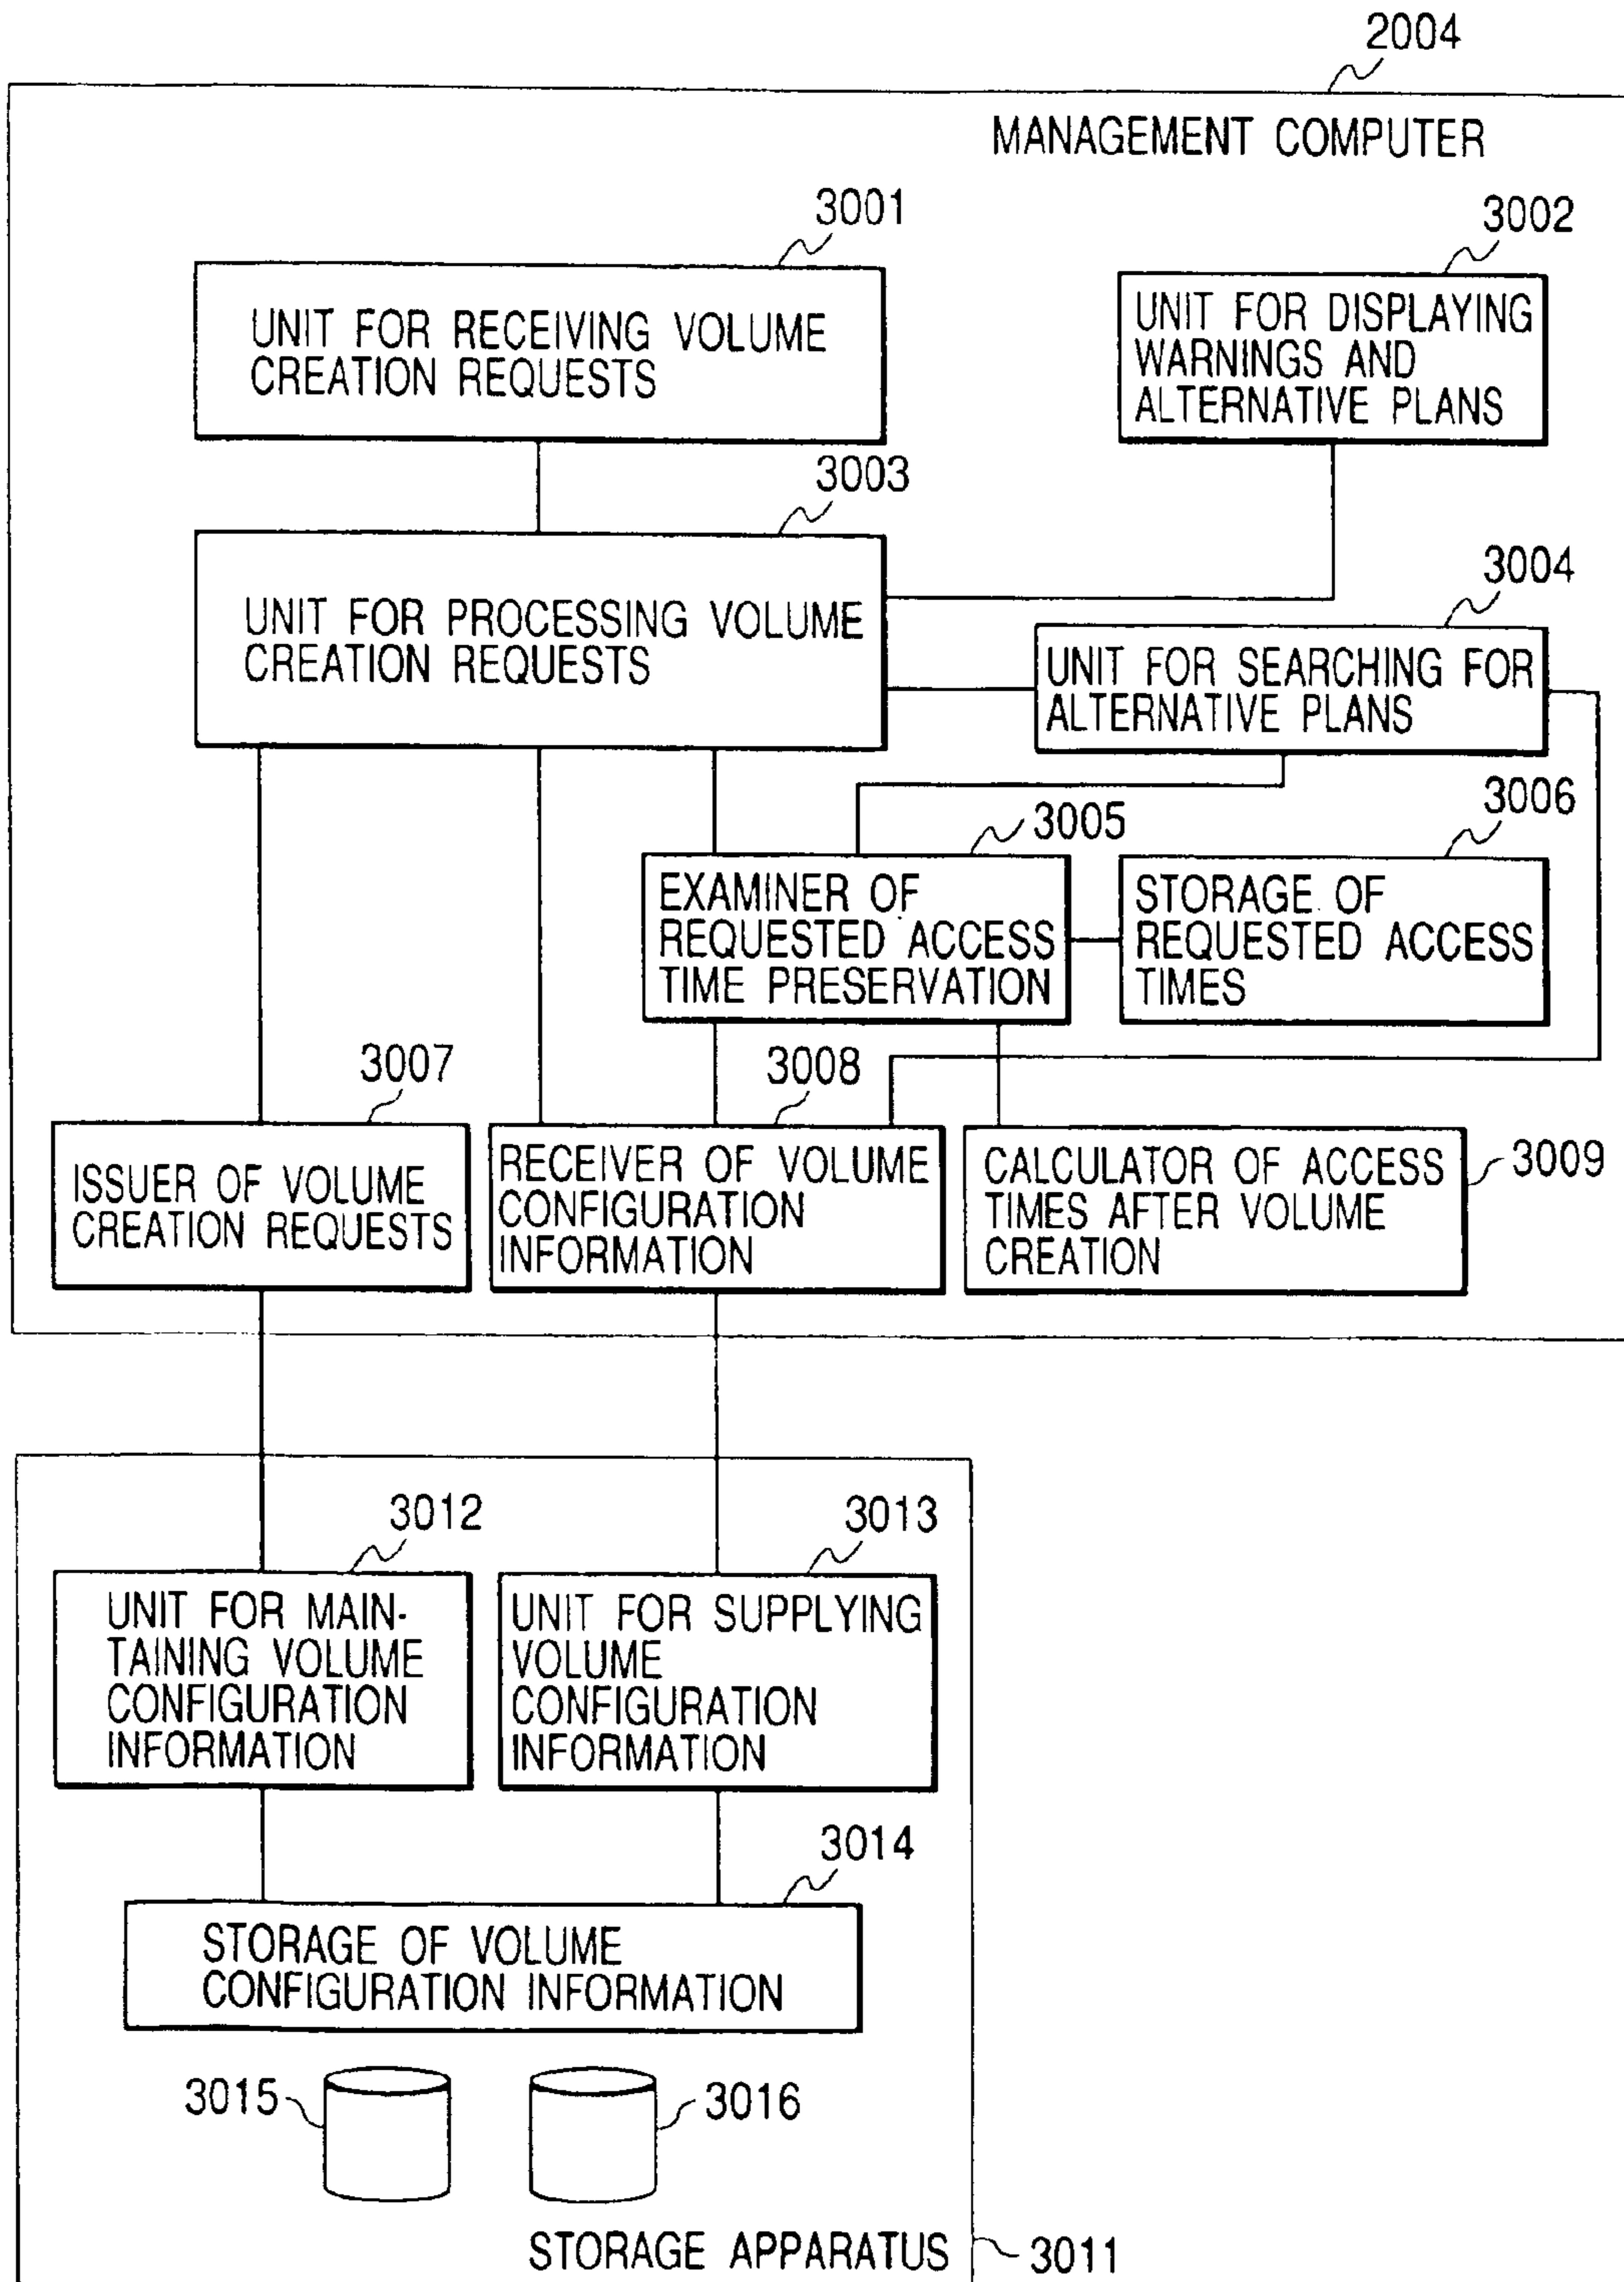 2004
MANAGEMENT COMPUTER
3001
UNIT FOR RECEIVING VOLUME
CREATION REQUESTS
3002
UNIT FOR DISPLAYING
WARNINGS AND
ALTERNATIVE PLANS
3003
UNIT FOR PROCESSING VOLUME
CREATION REQUESTS
3004
UNIT FOR SEARCHING FOR
ALTERNATIVE PLANS
3005
EXAMINER OF
REQUESTED ACCESS
TIME PRESERVATION
3006
STORAGE OF
REQUESTED ACCESS
TIMES
3007
ISSUER OF VOLUME
CREATION REQUESTS
3008
RECEIVER OF VOLUME
CONFIGURATION
INFORMATION
CALCULATOR OF ACCESS
TIMES AFTER VOLUME
CREATION
3009
3012
UNIT FOR MAIN-
TAINING VOLUME
CONFIGURATION
INFORMATION
3013
UNIT FOR SUPPLYING
VOLUME
CONFIGURATION
INFORMATION
3014
STORAGE OF VOLUME
CONFIGURATION INFORMATION
3015
3016
STORAGE APPARATUS
3011